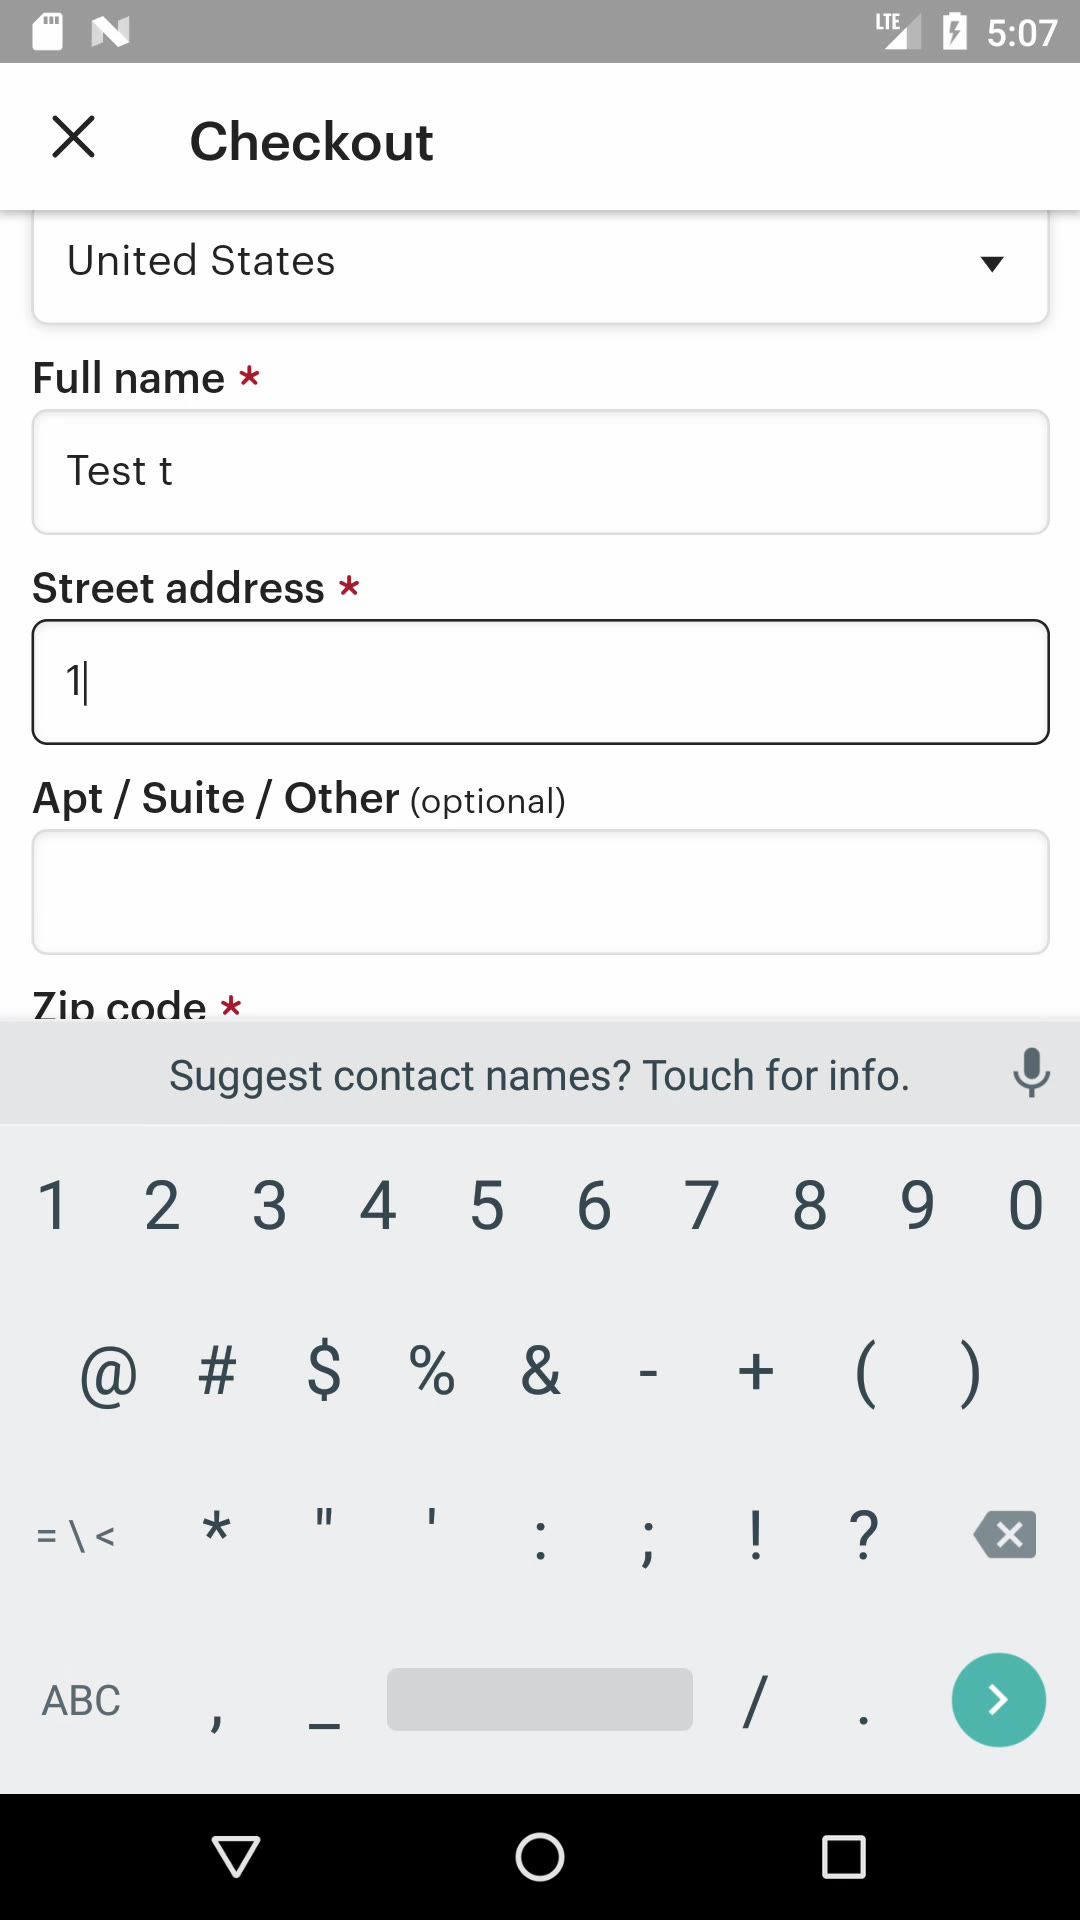 LTE 5:07
Checkout
United States
Full name *
Test t
Street address *
1
Apt / Suite / Other (optional)
Zip code *
Suggest contact names? Touch for info.
1 2 3 4 5 6 7 8 9 0
@ # $ % & - + ( )
= \ < * " ' : ; ! ?
ABC , _ / .